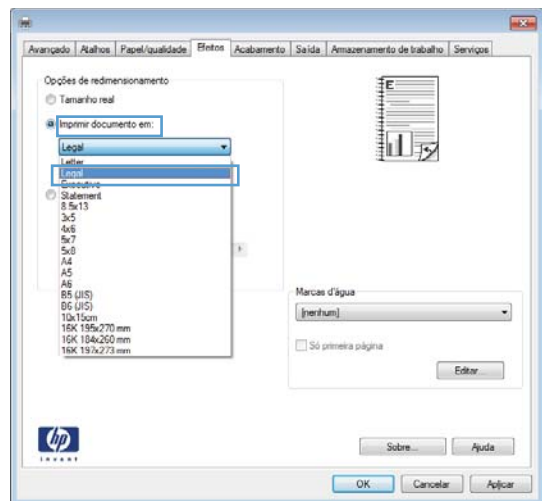 Avançado Atalhos Papel/qualidade Efeitos Acabamento Saída Armazenamento de trabalho Serviços
Opções de redimensionamento
Tamanho real
Imprimir documento em:
Legal
Letter
Legal
Executivo
Statement
8.5x13
3x5
4x6
5x7
5x8
A4
A5
A6
B5 (JIS)
B6 (JIS)
10x15cm
16K 195x270 mm
16K 184x260 mm
16K 197x273 mm
E
Marcas d'água
[nenhum]
Só primeira página
Editar...
hp
invent
Sobre... Ajuda
OK Cancelar Aplicar